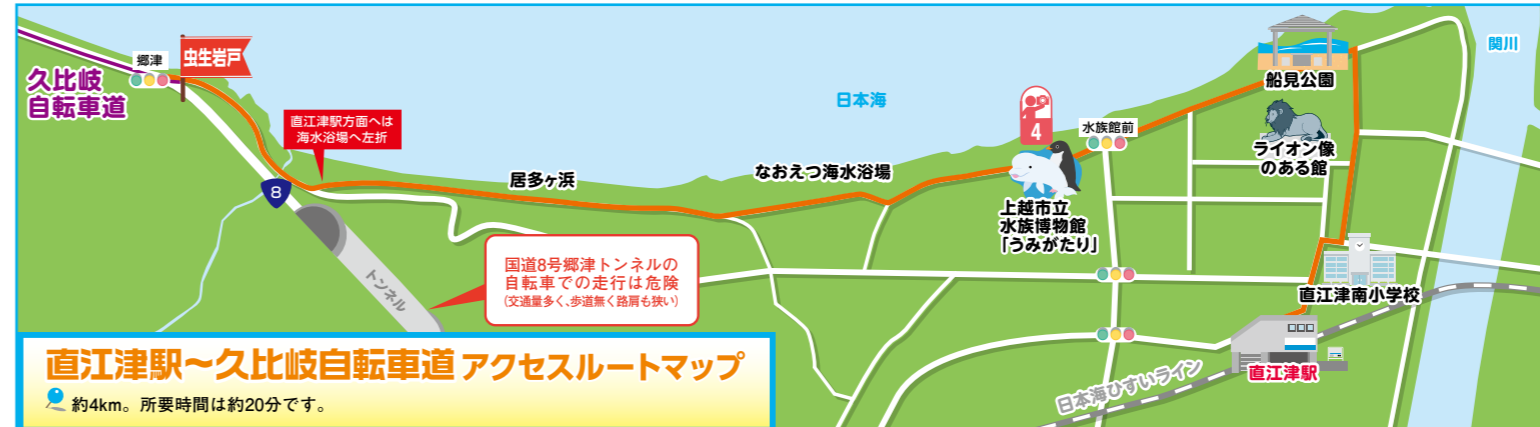 郷津
虫生岩戸
久比岐
自転車道
直江津駅方面へは
海水浴場へ左折
8
居多ヶ浜
日本海
なおえつ海水浴場
4
水族館前
上越市立
水族博物館
「うみがたり」
船見公園
関川
ライオン像
のある館
直江津南小学校
トンネル
国道8号郷津トンネルの
自転車での走行は危険
(交通量多く、歩道無く路肩も狭い)
直江津駅
日本海ひすいライン
直江津駅～久比岐自転車道 アクセスルートマップ
約4km。所要時間は約20分です。